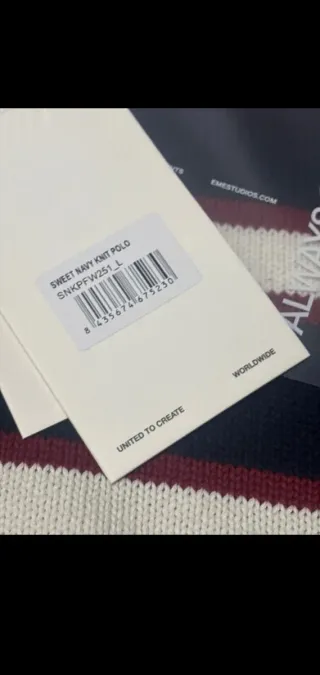 EMESTUDIOS.COM
ALWAYS
SWEET NAVY KNIT POLO
SNKPFW251_L
8 435674 675230
WORLDWIDE
UNITED TO CREATE